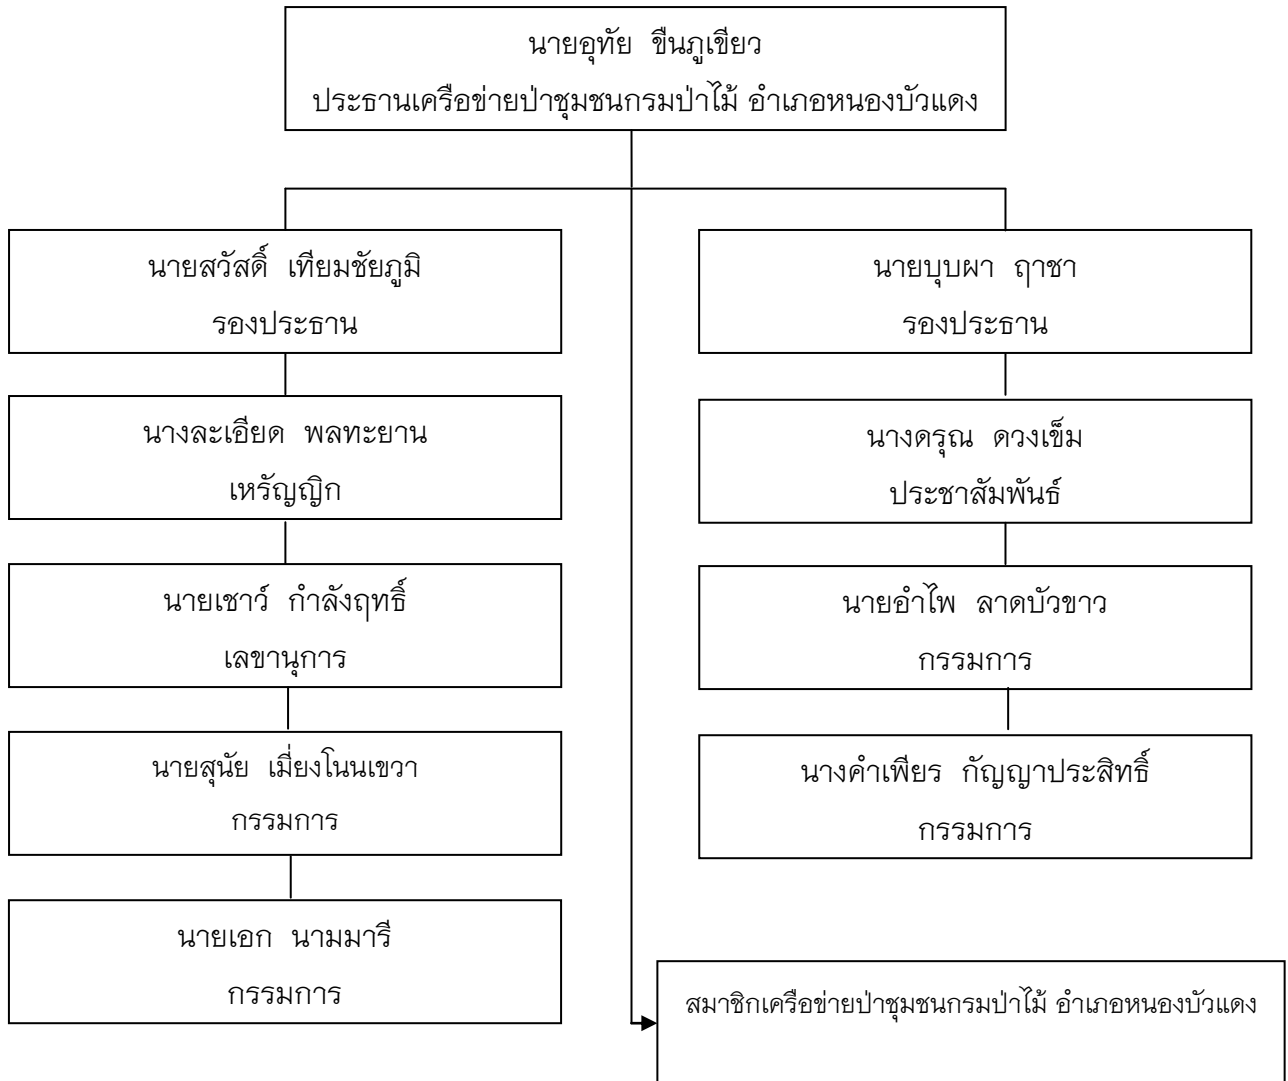 นายอุทัย ขืนภูเขียว
ประธานเครือข่ายป่าชุมชนกรมป่าไม้ อำเภอหนองบัวแดง
นายสวัสดิ์ เทียมชัยภูมิ
รองประธาน
นางละเอียด พลทะยาน
เหรัญญิก
นายเชาว์ กำลังฤทธิ์
เลขานุการ
นายสุนัย เมี่ยงโนนเขวา
กรรมการ
นายเอก นามมารี
กรรมการ
นายบุบผา ฤาชา
รองประธาน
นางดรุณ ดวงเข็ม
ประชาสัมพันธ์
นายอำไพ ลาดบัวขาว
กรรมการ
นางคำเพียร กัญญาประสิทธิ์
กรรมการ
สมาชิกเครือข่ายป่าชุมชนกรมป่าไม้ อำเภอหนองบัวแดง